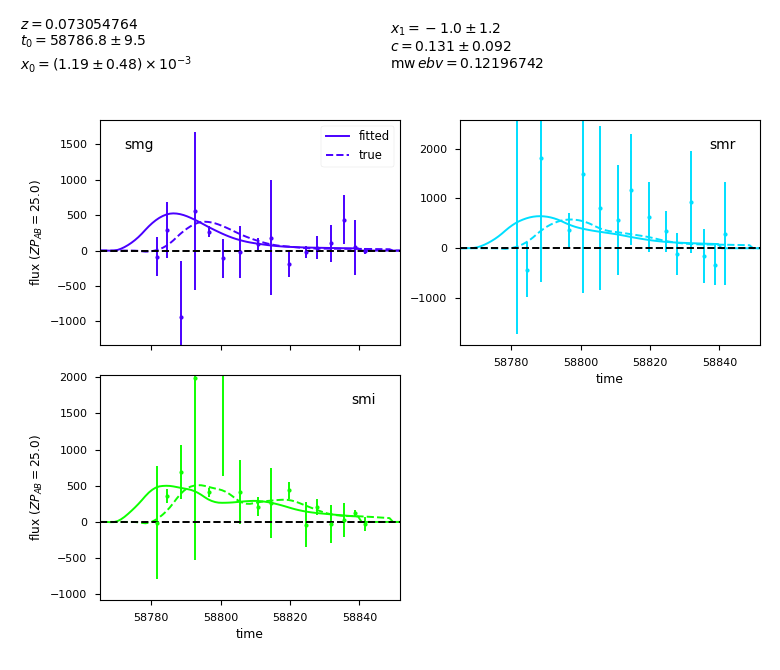 z = 0.073054764
t₀ = 58786.8 ± 9.5
x₀ = (1.19 ± 0.48) × 10⁻³
x₁ = −1.0 ± 1.2
c = 0.131 ± 0.092
mw ebv = 0.12196742
smg
fitted
true
1500
1000
500
0
−500
−1000
flux (ZP_AB = 25.0)
smr
2000
1000
0
−1000
58780 58800 58820 58840
time
smi
2000
1500
1000
500
0
−500
−1000
flux (ZP_AB = 25.0)
58780 58800 58820 58840
time